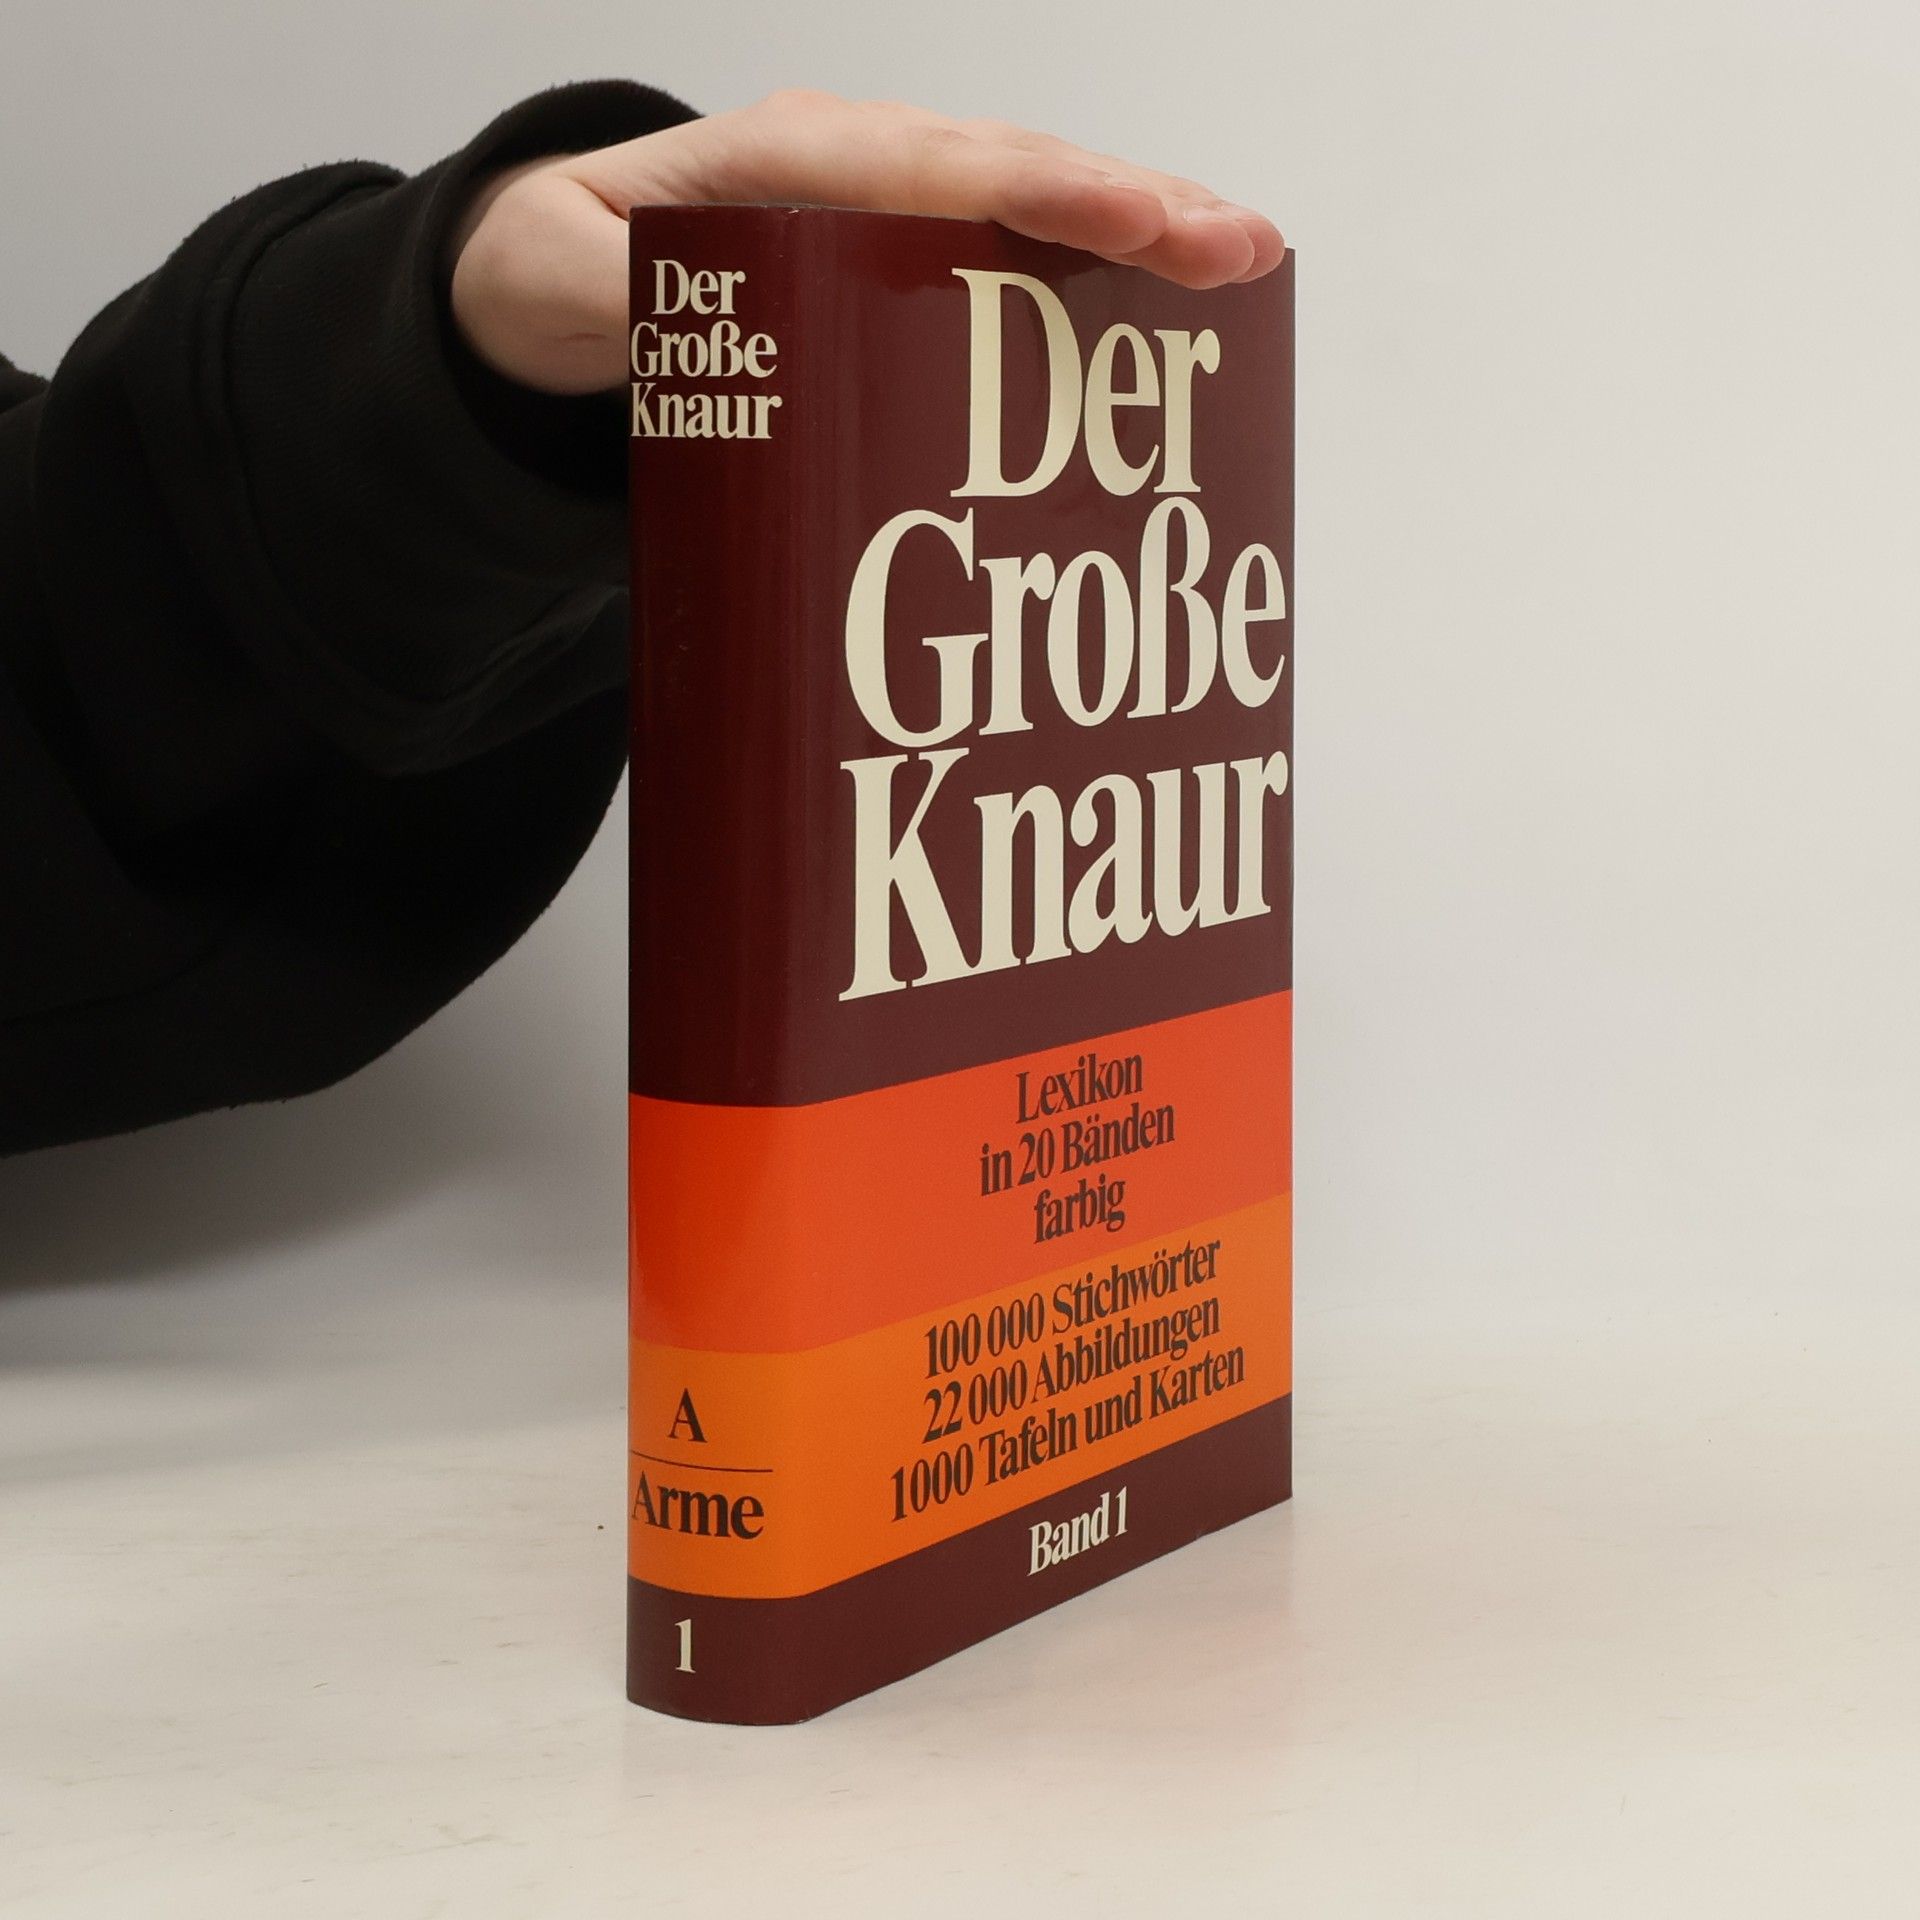 Der
Große
Knaur
A
Arme
1
Der
Große
Knaur
Lexikon
in 20 Bänden
farbig
100 000 Stichwörter
22 000 Abbildungen
1000 Tafeln und Karten
Band 1